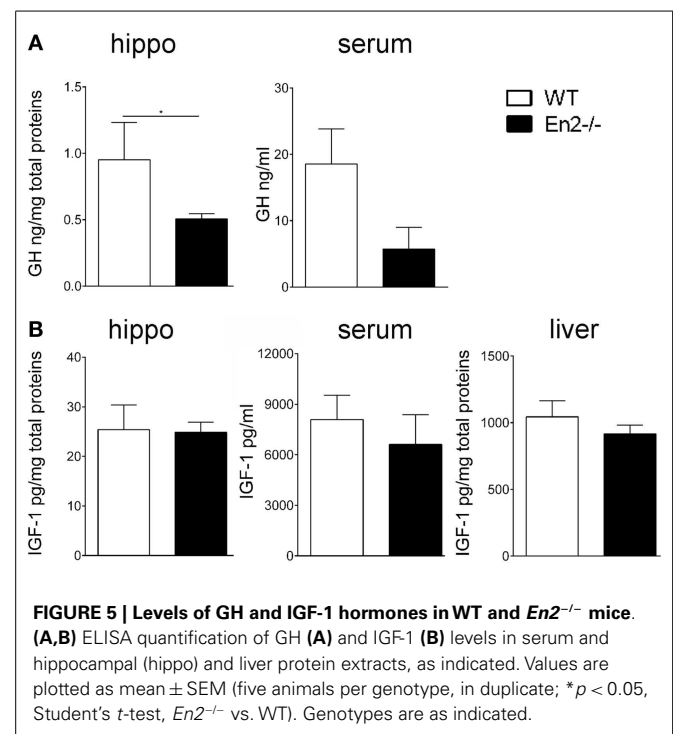 A
hippo
serum
WT
En2-/-
GH ng/mg total proteins
1.5
1.0
0.5
0.0
*
GH ng/ml
30
20
10
0
B
hippo
serum
liver
IGF-1 pg/mg total proteins
40
30
20
10
0
IGF-1 pg/ml
12000
9000
6000
3000
0
IGF-1 pg/mg total proteins
1500
1000
500
0
FIGURE 5 | Levels of GH and IGF-1 hormones in WT and En2−/− mice.
(A,B) ELISA quantification of GH (A) and IGF-1 (B) levels in serum and
hippocampal (hippo) and liver protein extracts, as indicated. Values are
plotted as mean ± SEM (five animals per genotype, in duplicate; *p < 0.05,
Student's t-test, En2−/− vs. WT). Genotypes are as indicated.